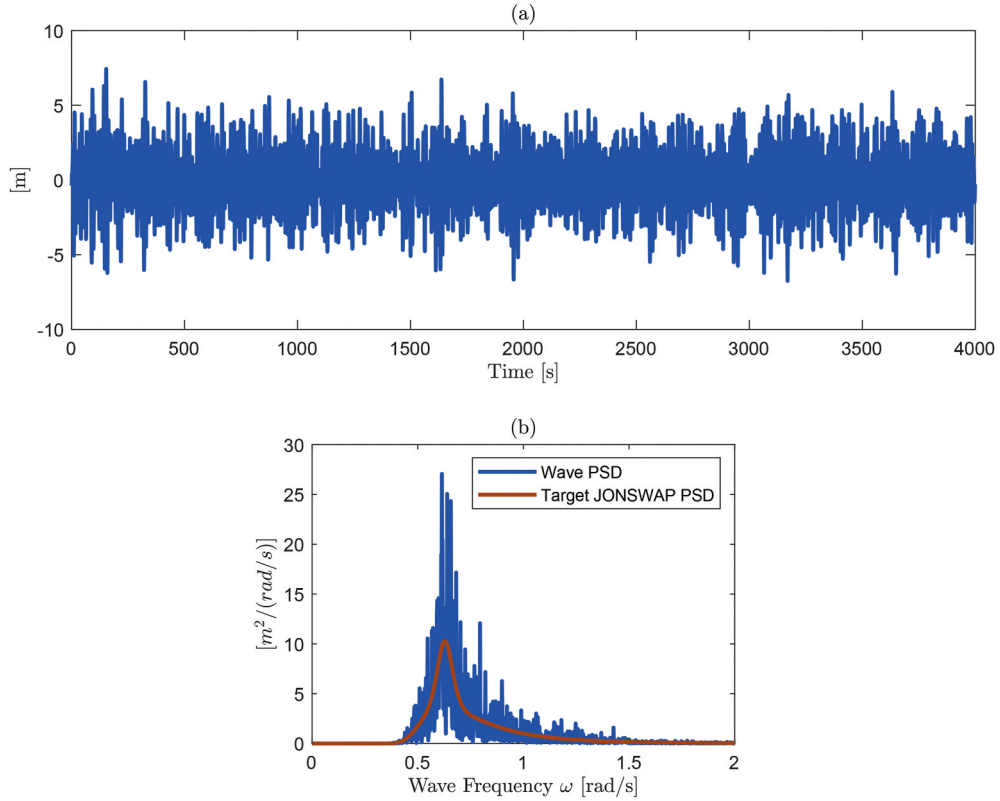 (a)
10
5
0
-5
-10
[m]
0 500 1000 1500 2000 2500 3000 3500 4000
Time [s]
(b)
30
25
20
15
10
5
0
[m²/(rad/s)]
Wave PSD
Target JONSWAP PSD
0 0.5 1 1.5 2
Wave Frequency ω [rad/s]